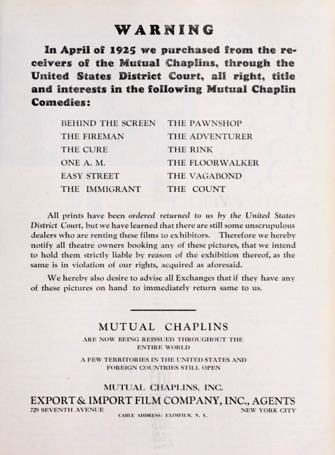 WARNING
In April of 1925 we purchased from the re-
ceivers of the Mutual Chaplins, through the
United States District Court, all right, title
and interests in the following Mutual Chaplin
Comedies:
BEHIND THE SCREEN THE PAWNSHOP
THE FIREMAN THE ADVENTURER
THE CURE THE RINK
ONE A. M. THE FLOORWALKER
EASY STREET THE VAGABOND
THE IMMIGRANT THE COUNT
All prints have been ordered returned to us by the United States
District Court, but we have learned that there are still some unscrupulous
dealers who are renting these films to exhibitors. Therefore we hereby
notify all theatre owners booking any of these pictures, that we intend
to hold them strictly liable by reason of the exhibition thereof, as the
same is in violation of our rights, acquired as aforesaid.
We hereby also desire to advise all Exchanges that if they have any
of these pictures on hand to immediately return same to us.
MUTUAL CHAPLINS
ARE NOW BEING REISSUED THROUGHOUT THE
ENTIRE WORLD
A FEW TERRITORIES IN THE UNITED STATES AND
FOREIGN COUNTRIES STILL OPEN
MUTUAL CHAPLINS, INC.
EXPORT & IMPORT FILM COMPANY, INC., AGENTS
729 SEVENTH AVENUE NEW YORK CITY
CABLE ADDRESS: EXIMFILM, N. Y.